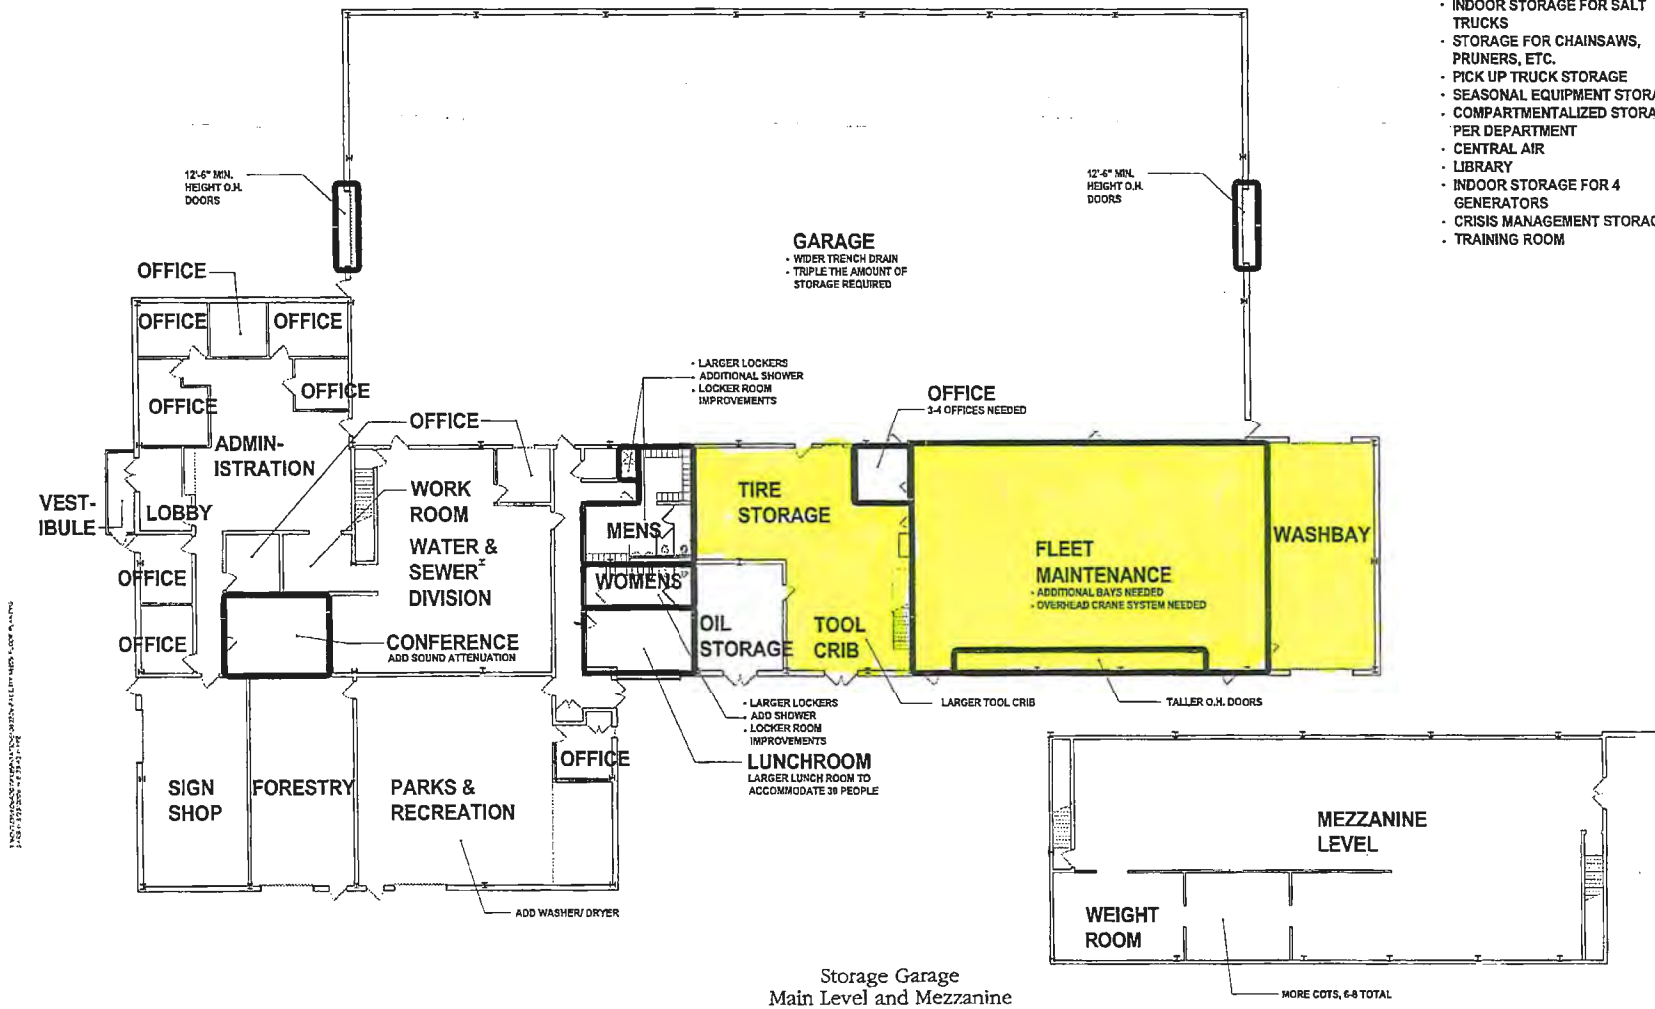 · INDOOR STORAGE FOR SALT
TRUCKS
· STORAGE FOR CHAINSAWS,
PRUNERS, ETC.
· PICK UP TRUCK STORAGE
· SEASONAL EQUIPMENT STORA
· COMPARTMENTALIZED STORA
PER DEPARTMENT
· CENTRAL AIR
· LIBRARY
· INDOOR STORAGE FOR 4
GENERATORS
· CRISIS MANAGEMENT STORAG
· TRAINING ROOM
12'-6" MIN.
HEIGHT O.H.
DOORS
12'-6" MIN.
HEIGHT O.H.
DOORS
GARAGE
· WIDER TRENCH DRAIN
· TRIPLE THE AMOUNT OF
STORAGE REQUIRED
OFFICE
OFFICE
OFFICE
OFFICE
OFFICE
· LARGER LOCKERS
· ADDITIONAL SHOWER
· LOCKER ROOM
IMPROVEMENTS
OFFICE
3-4 OFFICES NEEDED
OFFICE
ADMIN-
ISTRATION
VEST-
IBULE
LOBBY
WORK
ROOM
WATER &
SEWER
DIVISION
MENS
WOMENS
TIRE
STORAGE
FLEET
MAINTENANCE
· ADDITIONAL BAYS NEEDED
· OVERHEAD CRANE SYSTEM NEEDED
WASHBAY
OFFICE
OFFICE
CONFERENCE
ADD SOUND ATTENUATION
OIL
STORAGE
TOOL
CRIB
LARGER TOOL CRIB
TALLER O.H. DOORS
· LARGER LOCKERS
· ADD SHOWER
· LOCKER ROOM
IMPROVEMENTS
LUNCHROOM
LARGER LUNCH ROOM TO
ACCOMMODATE 30 PEOPLE
OFFICE
SIGN
SHOP
FORESTRY
PARKS &
RECREATION
ADD WASHER/ DRYER
MEZZANINE
LEVEL
WEIGHT
ROOM
MORE COTS, 6-8 TOTAL
Storage Garage
Main Level and Mezzanine